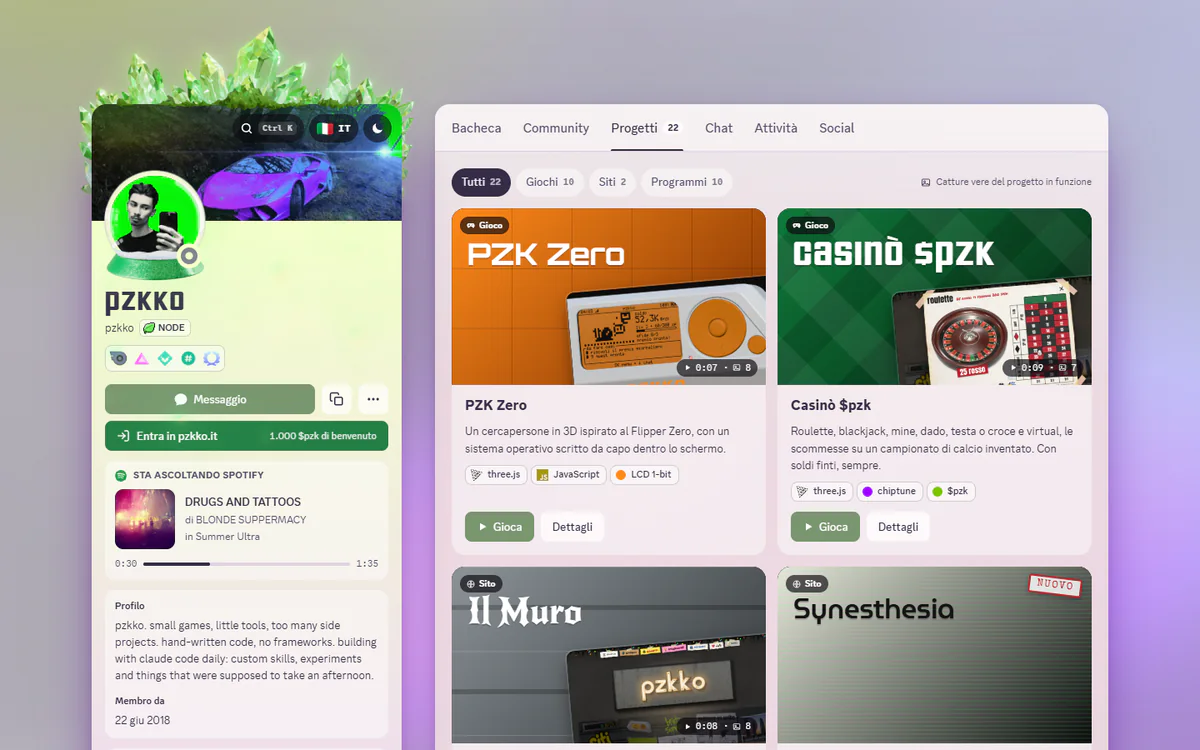 Ctrl K
IT
pzkko
pzkko
NODE
Messaggio
Entra in pzkko.it
1.000 $pzk di benvenuto
STA ASCOLTANDO SPOTIFY
DRUGS AND TATTOOS
di BLONDE SUPPERMACY
in Summer Ultra
0:30
1:35
Profilo
pzkko. small games, little tools, too many side
projects. hand-written code, no frameworks. building
with claude code daily: custom skills, experiments
and things that were supposed to take an afternoon.
Membro da
22 giu 2018
Bacheca
Community
Progetti 22
Chat
Attività
Social
Tutti 22
Giochi 10
Siti 2
Programmi 10
Catture vere del progetto in funzione
Gioco
PZK Zero
52,3K
0:07 · 8
PZK Zero
Un cercapersone in 3D ispirato al Flipper Zero, con un
sistema operativo scritto da capo dentro lo schermo.
three.js
JavaScript
LCD 1-bit
Gioca
Dettagli
Gioco
casinò $pzk
roulette
25 rosso
0:09 · 7
Casinò $pzk
Roulette, blackjack, mine, dado, testa o croce e virtual, le
scommesse su un campionato di calcio inventato. Con
soldi finti, sempre.
three.js
chiptune
$pzk
Gioca
Dettagli
Sito
Il Muro
pzkko
siti
0:08 · 8
Sito
NUOVO
Synesthesia